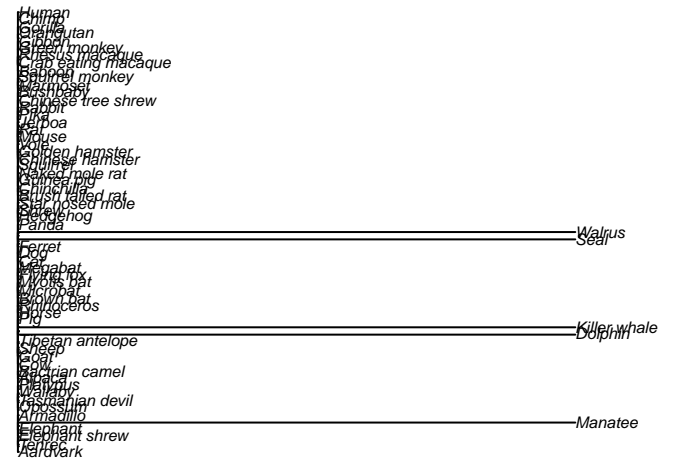 Human
Chimp
Gorilla
Orangutan
Gibbon
Green monkey
Rhesus macaque
Crab eating macaque
Baboon
Squirrel monkey
Marmoset
Bushbaby
Chinese tree shrew
Rabbit
Pika
Jerboa
Rat
Mouse
Vole
Golden hamster
Chinese hamster
Squirrel
Naked mole rat
Guinea pig
Chinchilla
Brush tailed rat
Star nosed mole
Shrew
Hedgehog
Panda
Walrus
Seal
Ferret
Dog
Cat
Megabat
Flying fox
Myotis bat
Microbat
Brown bat
Rhinoceros
Horse
Pig
Killer whale
Dolphin
Tibetan antelope
Sheep
Goat
Cow
Bactrian camel
Alpaca
Platypus
Wallaby
Tasmanian devil
Opossum
Armadillo
Manatee
Elephant
Elephant shrew
Tenrec
Aardvark